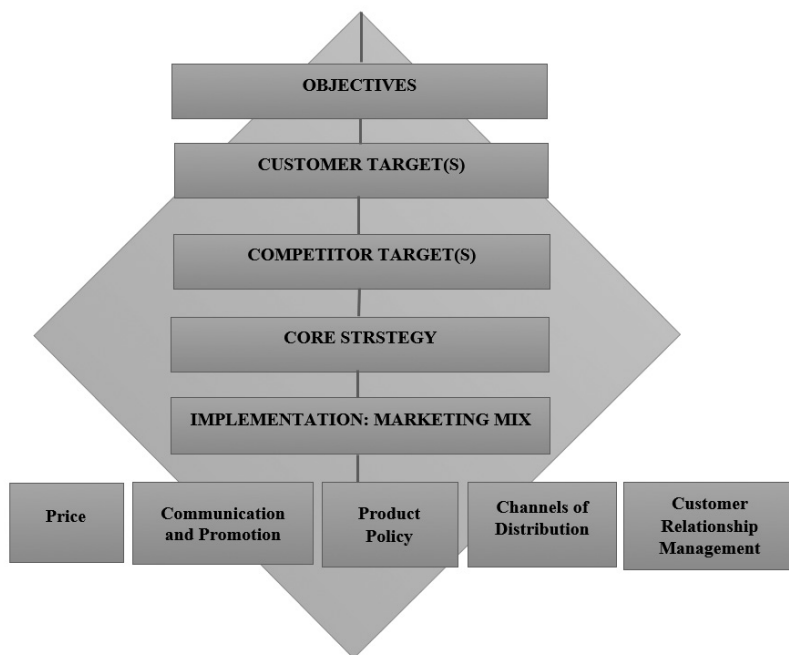 OBJECTIVES
CUSTOMER TARGET(S)
COMPETITOR TARGET(S)
CORE STRSTEGY
IMPLEMENTATION: MARKETING MIX
Price
Communication
and Promotion
Product
Policy
Channels of
Distribution
Customer
Relationship
Management